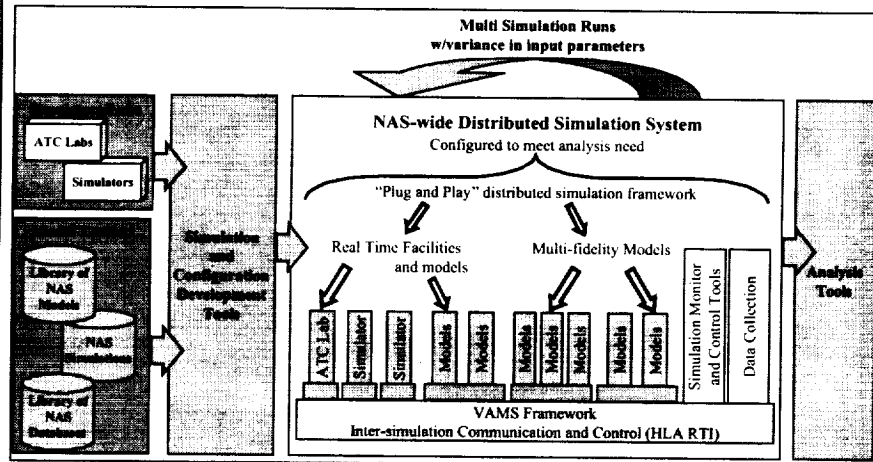 Multi Simulation Runs
w/variance in input parameters
ATC Labs
Simulators
Library of
NAS
Models
NAS
Simulations
Library of
NAS
Databases
Simulation
and
Configuration
Development
Tools
NAS-wide Distributed Simulation System
Configured to meet analysis need
“Plug and Play” distributed simulation framework
Real Time Facilities
and models
Multi-fidelity Models
ATC Lab
Simulator
Simulator
Models
Models
Models
Models
Models
Models
Models
Simulation Monitor
and Control Tools
Data Collection
VAMS Framework
Inter-simulation Communication and Control (HLA RTI)
Analysis
Tools